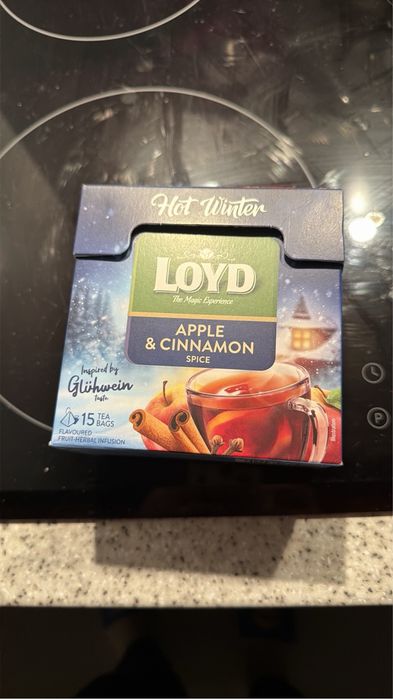 Hot Winter
LOYD
The Magic Experience
APPLE
& CINNAMON
SPICE
Inspired by
Glühwein
taste
15 TEA
BAGS
FLAVOURED
FRUIT-HERBAL INFUSION
Illustration
P